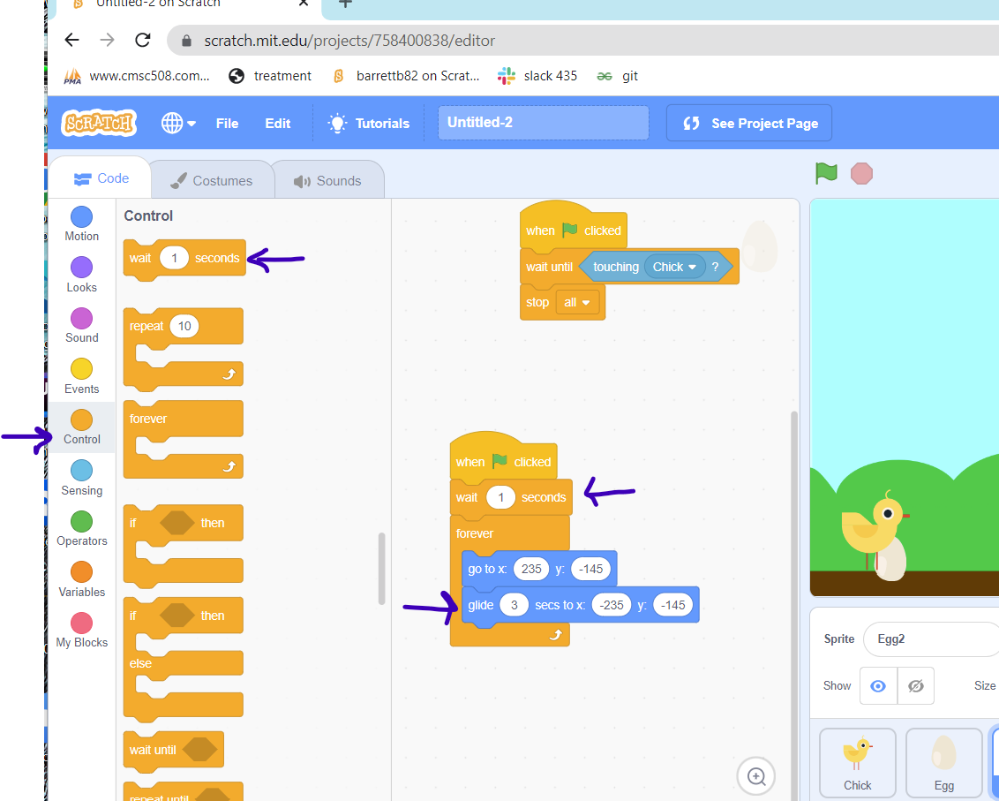 Untitled-2 on Scratch
scratch.mit.edu/projects/758400838/editor
PMA www.cmsc508.com... treatment barrettb82 on Scrat... slack 435 git
SCRATCH File Edit Tutorials Untitled-2 See Project Page
Code Costumes Sounds
Motion
Looks
Sound
Events
Control
Sensing
Operators
Variables
My Blocks
Control
wait 1 seconds
repeat 10
forever
if then
if then
else
wait until
repeat until
when clicked
wait until touching Chick ?
stop all
when clicked
wait 1 seconds
forever
go to x: 235 y: -145
glide 3 secs to x: -235 y: -145
Sprite Egg2
Show Size
Chick Egg